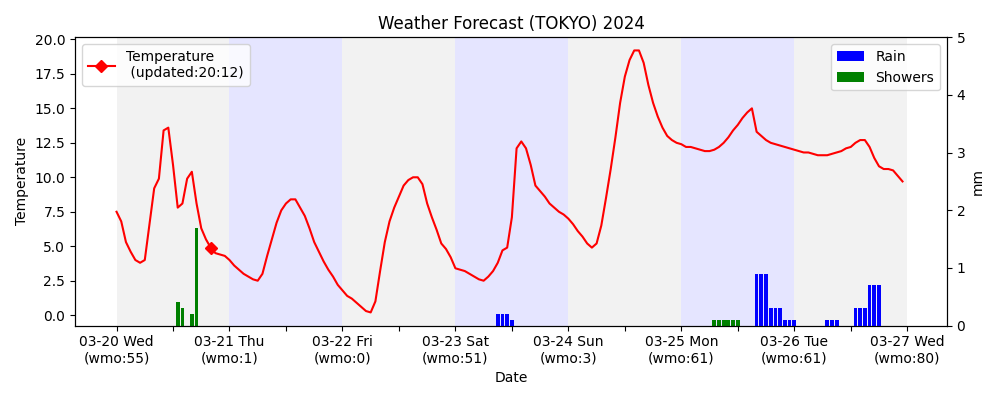 Weather Forecast (TOKYO) 2024
Temperature
(updated:20:12)
Rain
Showers
20.0
17.5
15.0
12.5
10.0
7.5
5.0
2.5
0.0
Temperature
5
4
3
2
1
0
mm
03-20 Wed 03-21 Thu 03-22 Fri 03-23 Sat 03-24 Sun 03-25 Mon 03-26 Tue 03-27 Wed
(wmo:55) (wmo:1) (wmo:0) (wmo:51) (wmo:3) (wmo:61) (wmo:61) (wmo:80)
Date